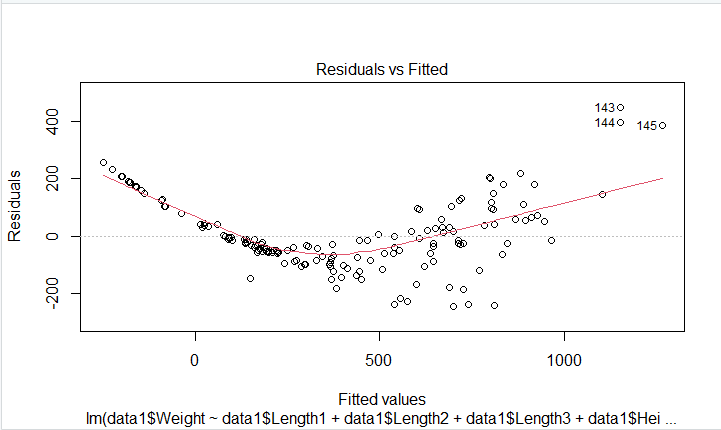 Residuals vs Fitted
143
144
145
400
200
0
-200
Residuals
0
500
1000
Fitted values
lm(data1$Weight ~ data1$Length1 + data1$Length2 + data1$Length3 + data1$Hei ...